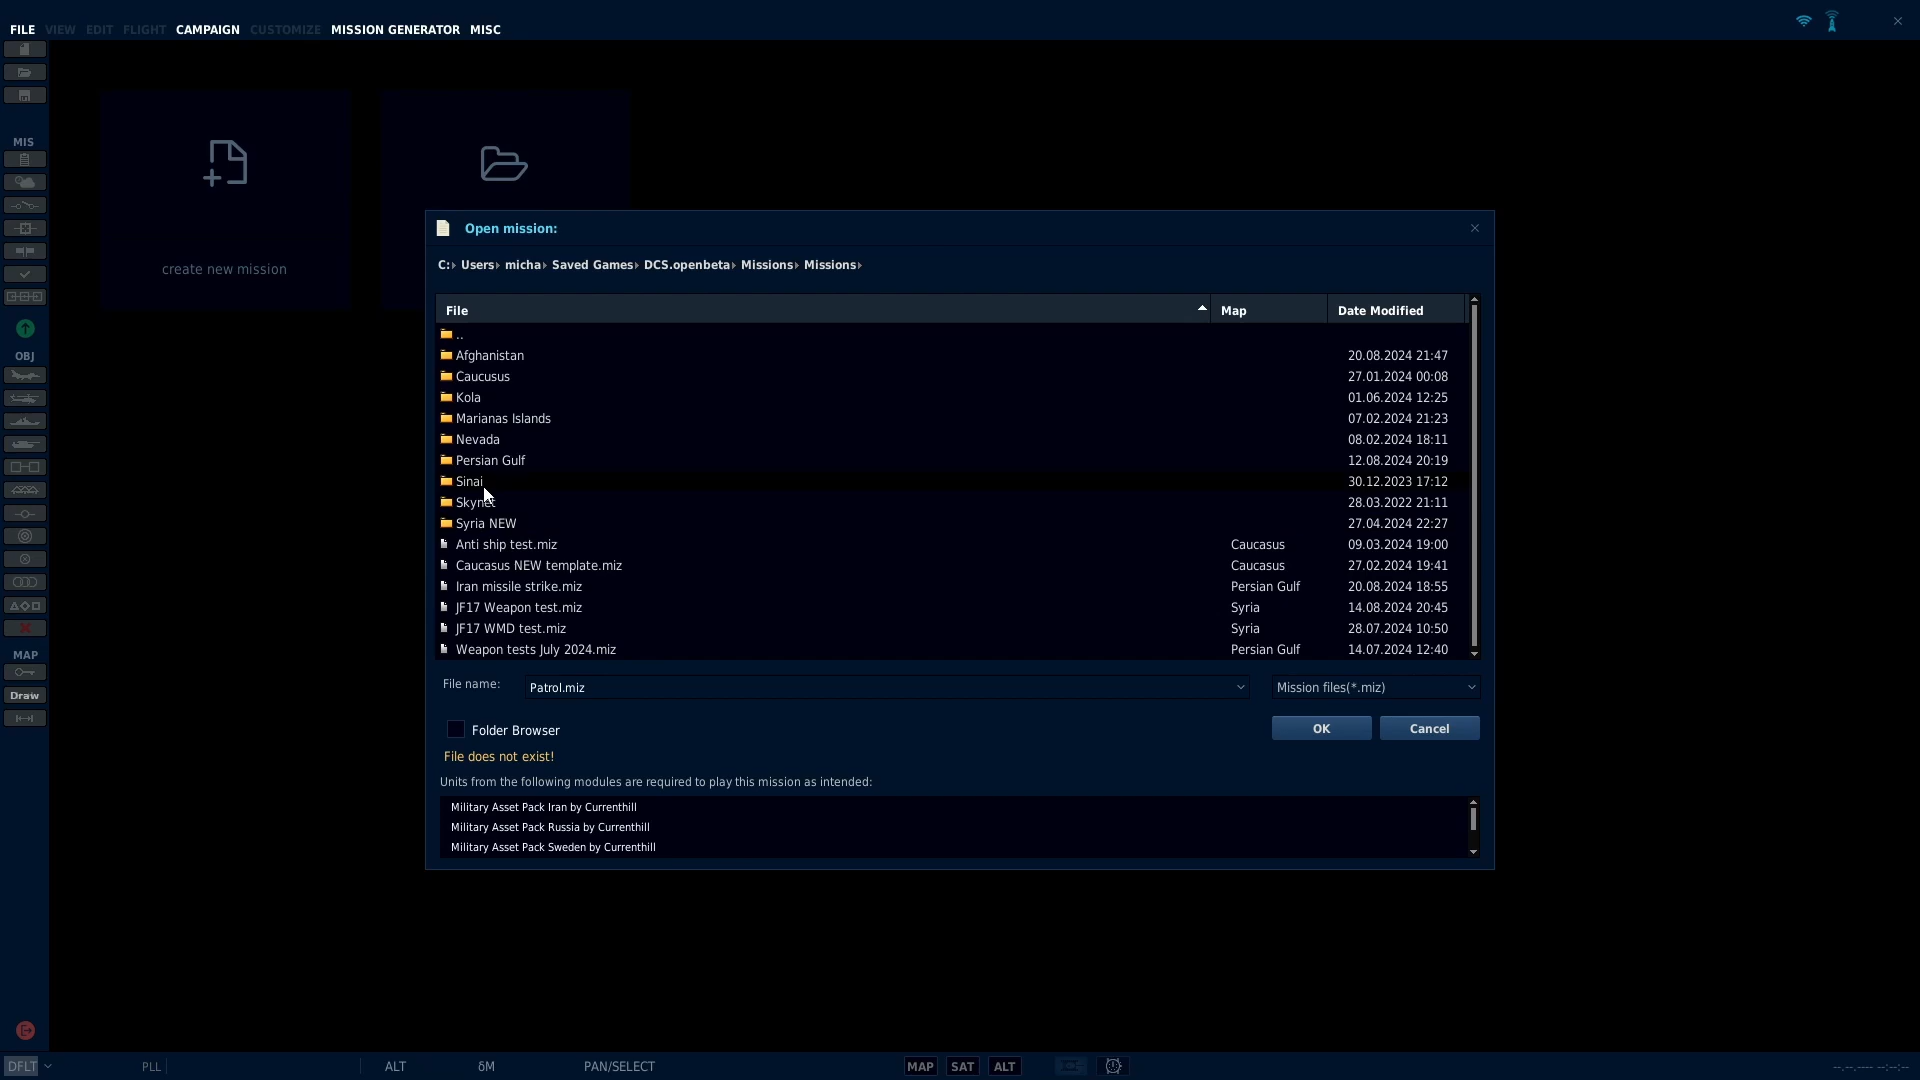 FILE VIEW EDIT FLIGHT CAMPAIGN CUSTOMIZE MISSION GENERATOR MISC
MIS
create new mission
Open mission:
C: Users micha Saved Games DCS.openbeta Missions Missions
File Map Date Modified
..
Afghanistan 20.08.2024 21:47
Caucusus 27.01.2024 00:08
Kola 01.06.2024 12:25
Marianas Islands 07.02.2024 21:23
Nevada 08.02.2024 18:11
Persian Gulf 12.08.2024 20:19
Sinai 30.12.2023 17:12
Skynet 28.03.2022 21:11
Syria NEW 27.04.2024 22:27
Anti ship test.miz Caucasus 09.03.2024 19:00
Caucasus NEW template.miz Caucasus 27.02.2024 19:41
Iran missile strike.miz Persian Gulf 20.08.2024 18:55
JF17 Weapon test.miz Syria 14.08.2024 20:45
JF17 WMD test.miz Syria 28.07.2024 10:50
Weapon tests July 2024.miz Persian Gulf 14.07.2024 12:40
File name: Patrol.miz Mission files(*.miz)
Folder Browser OK Cancel
File does not exist!
Units from the following modules are required to play this mission as intended:
Military Asset Pack Iran by Currenthill
Military Asset Pack Russia by Currenthill
Military Asset Pack Sweden by Currenthill
OBJ
MAP
Draw
DFLT PLL ALT δM PAN/SELECT MAP SAT ALT --.--.---- --:--:--